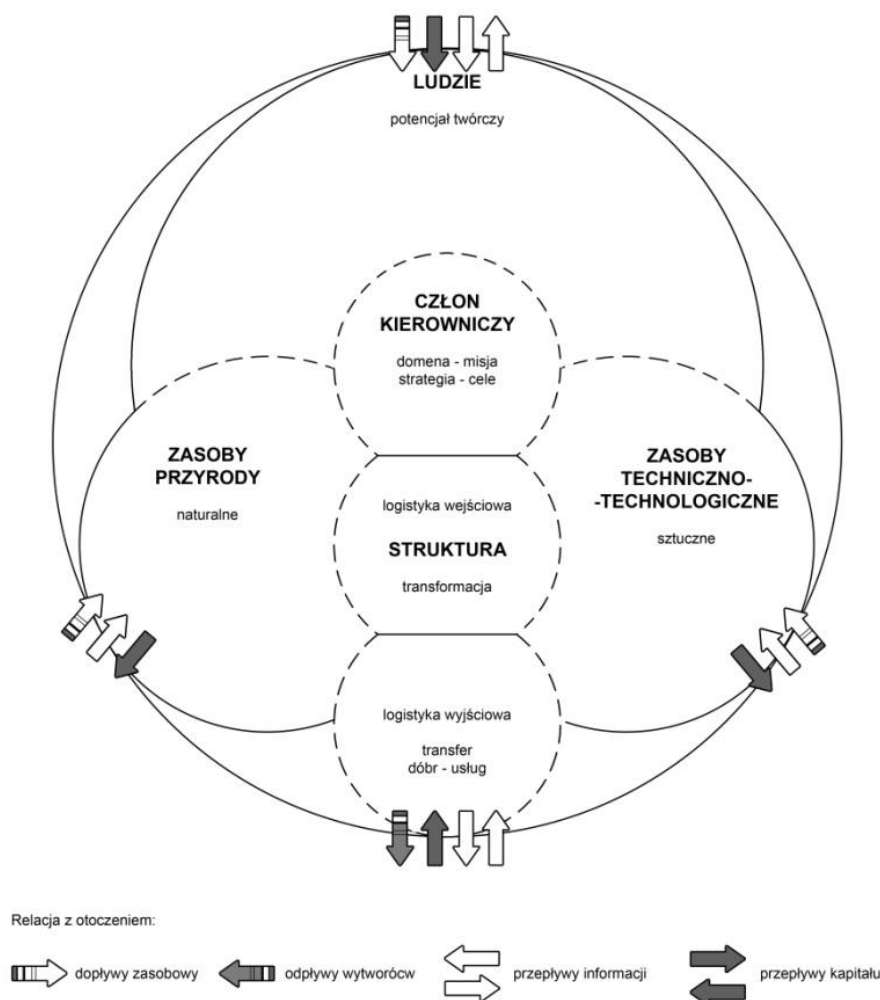 LUDZIE
potencjał twórczy
CZŁON
KIEROWNICZY
domena - misja
strategia - cele
ZASOBY
PRZYRODY
naturalne
ZASOBY
TECHNICZNO-
-TECHNOLOGICZNE
sztuczne
logistyka wejściowa
STRUKTURA
transformacja
logistyka wyjściowa
transfer
dóbr - usług
Relacja z otoczeniem:
dopływy zasobowy
odpływy wytworócw
przepływy informacji
przepływy kapitału